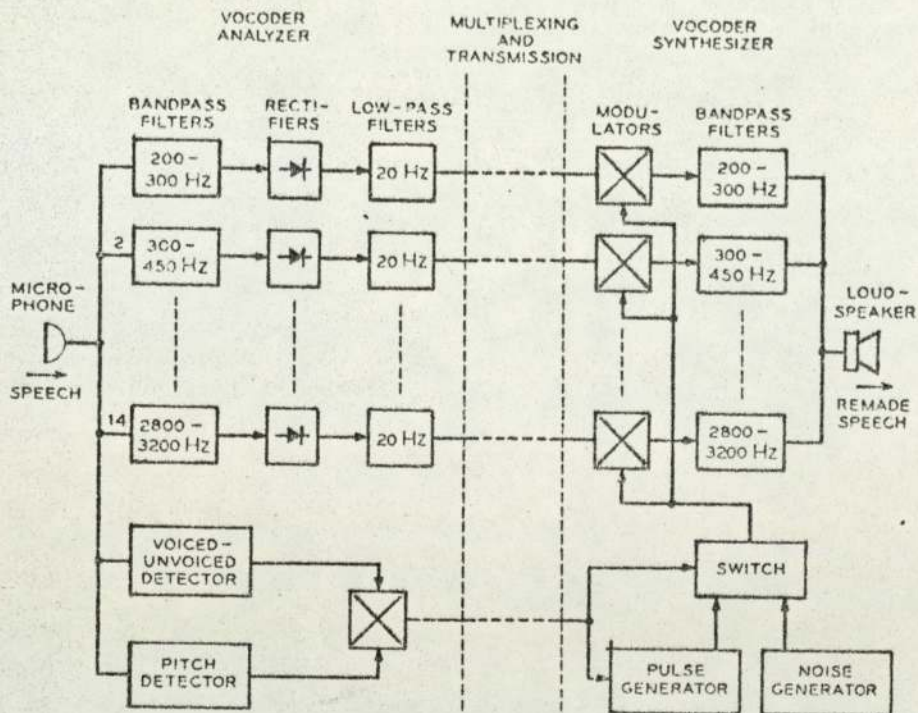 VOCODER
ANALYZER
MULTIPLEXING
AND
TRANSMISSION
VOCODER
SYNTHESIZER
BANDPASS
FILTERS
RECTI-
FIERS
LOW-PASS
FILTERS
MODU-
LATORS
BANDPASS
FILTERS
200-
300 Hz
20 Hz
200-
300 Hz
2
300-
450 Hz
20 Hz
300-
450 Hz
MICRO-
PHONE
SPEECH
LOUD-
SPEAKER
REMADE
SPEECH
14
2800-
3200 Hz
20 Hz
2800-
3200 Hz
VOICED-
UNVOICED
DETECTOR
SWITCH
PITCH
DETECTOR
PULSE
GENERATOR
NOISE
GENERATOR